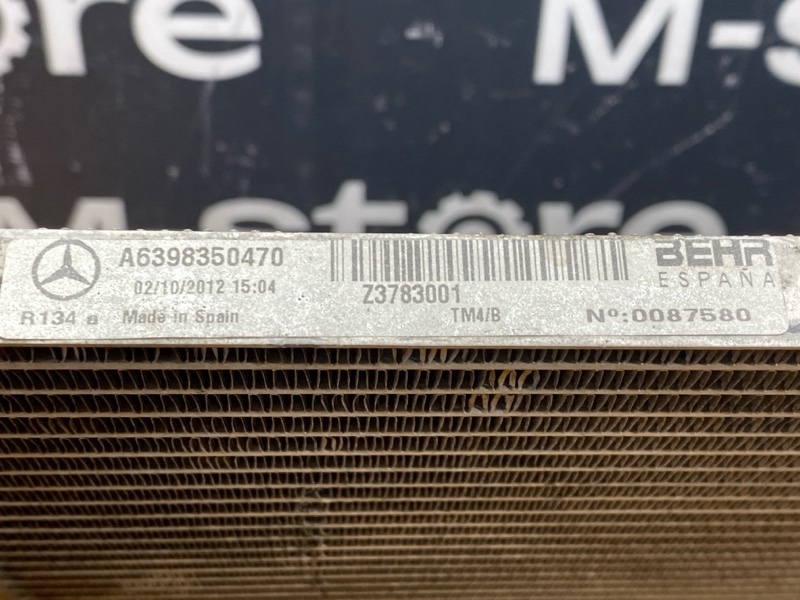 ore M-s
M-store
A6398350470
BEHR
ESPAÑA
02/10/2012 15:04
Z3783001
R134 a Made in Spain TM4/B Nº:0087580